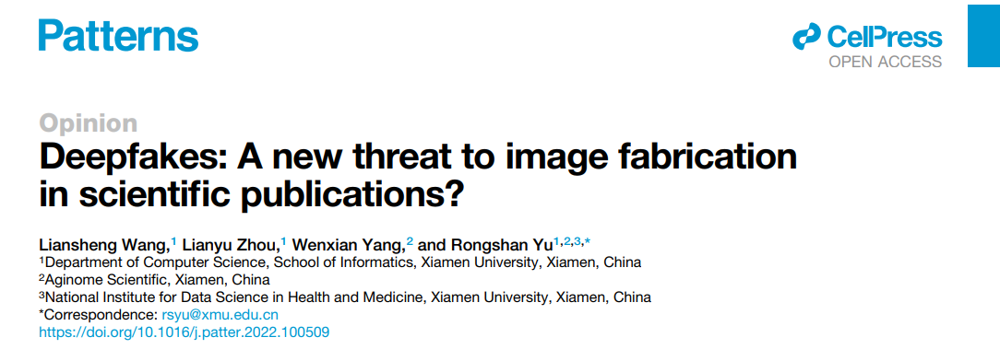 Patterns
CellPress
OPEN ACCESS
Opinion
Deepfakes: A new threat to image fabrication
in scientific publications?
Liansheng Wang,1 Lianyu Zhou,1 Wenxian Yang,2 and Rongshan Yu1,2,3,*
1Department of Computer Science, School of Informatics, Xiamen University, Xiamen, China
2Aginome Scientific, Xiamen, China
3National Institute for Data Science in Health and Medicine, Xiamen University, Xiamen, China
*Correspondence: rsyu@xmu.edu.cn
https://doi.org/10.1016/j.patter.2022.100509